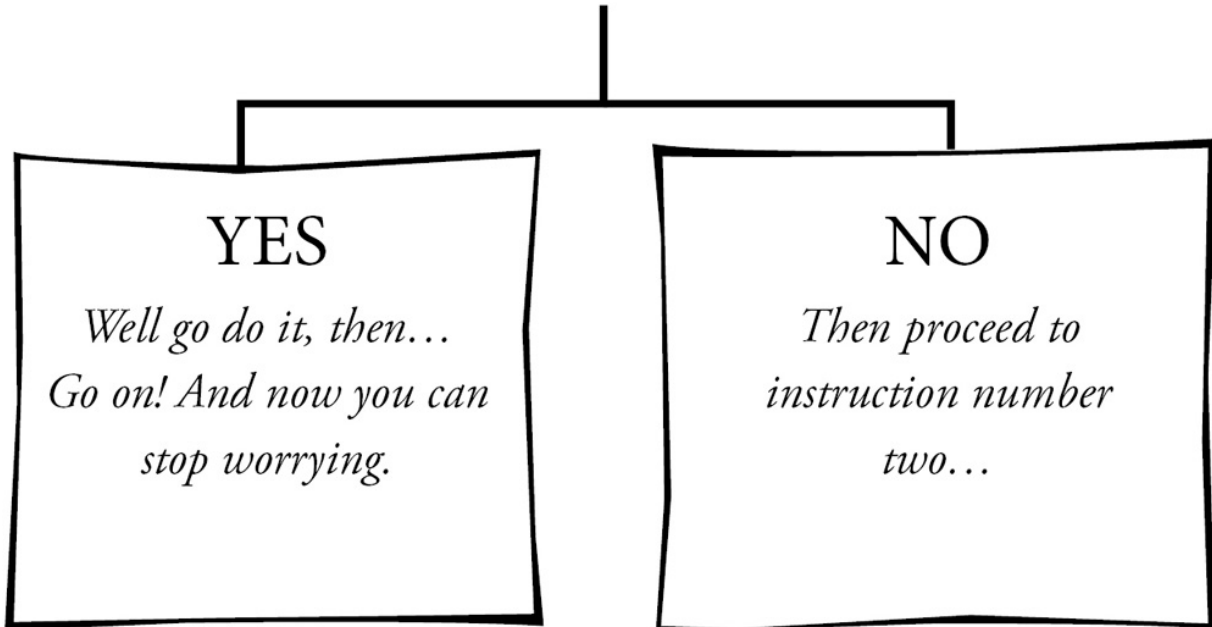 YES
Well go do it, then…
Go on! And now you can
stop worrying.
NO
Then proceed to
instruction number
two…